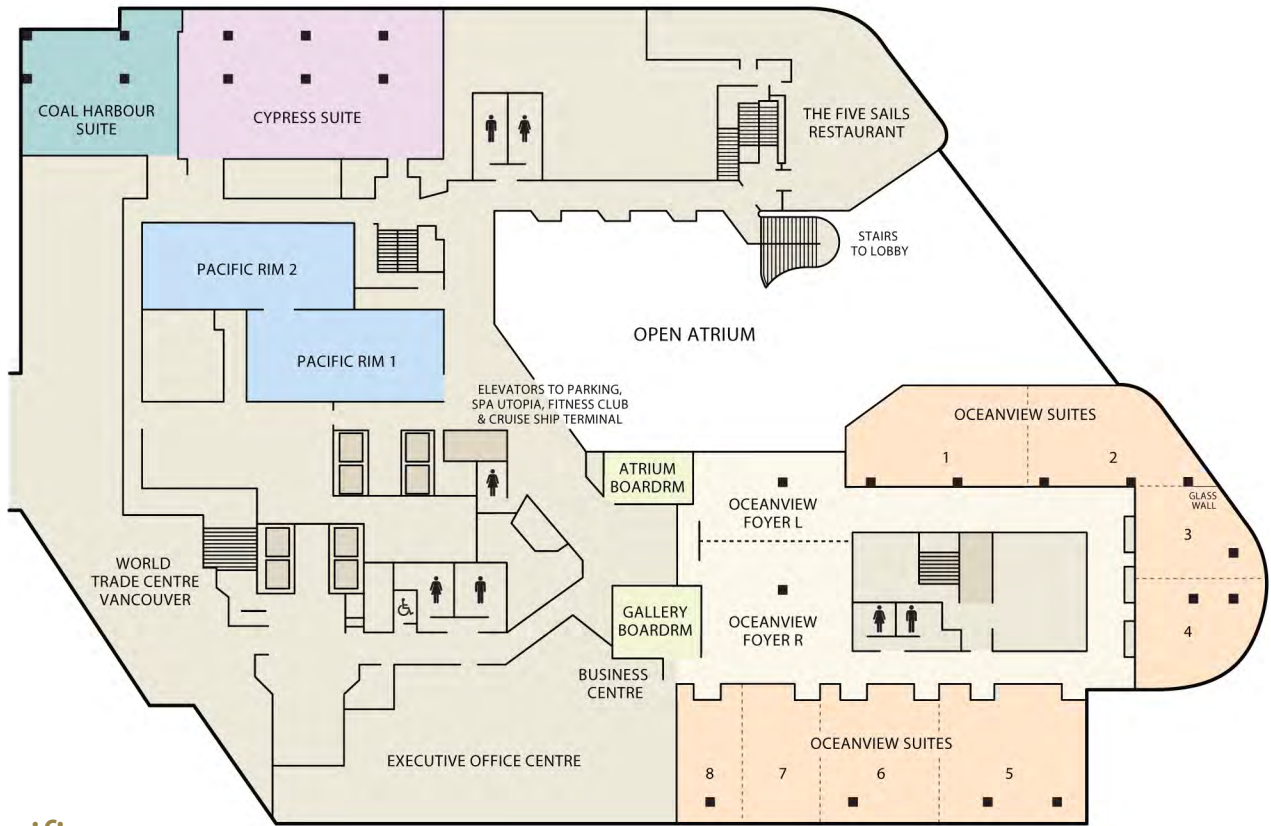 COAL HARBOUR
SUITE
CYPRESS SUITE
THE FIVE SAILS
RESTAURANT
STAIRS
TO LOBBY
PACIFIC RIM 2
OPEN ATRIUM
PACIFIC RIM 1
ELEVATORS TO PARKING,
SPA UTOPIA, FITNESS CLUB
& CRUISE SHIP TERMINAL
OCEANVIEW SUITES
1
2
ATRIUM
BOARDRM
OCEANVIEW
FOYER L
GLASS
WALL
3
WORLD
TRADE CENTRE
VANCOUVER
GALLERY
BOARDRM
OCEANVIEW
FOYER R
4
BUSINESS
CENTRE
EXECUTIVE OFFICE CENTRE
OCEANVIEW SUITES
8
7
6
5